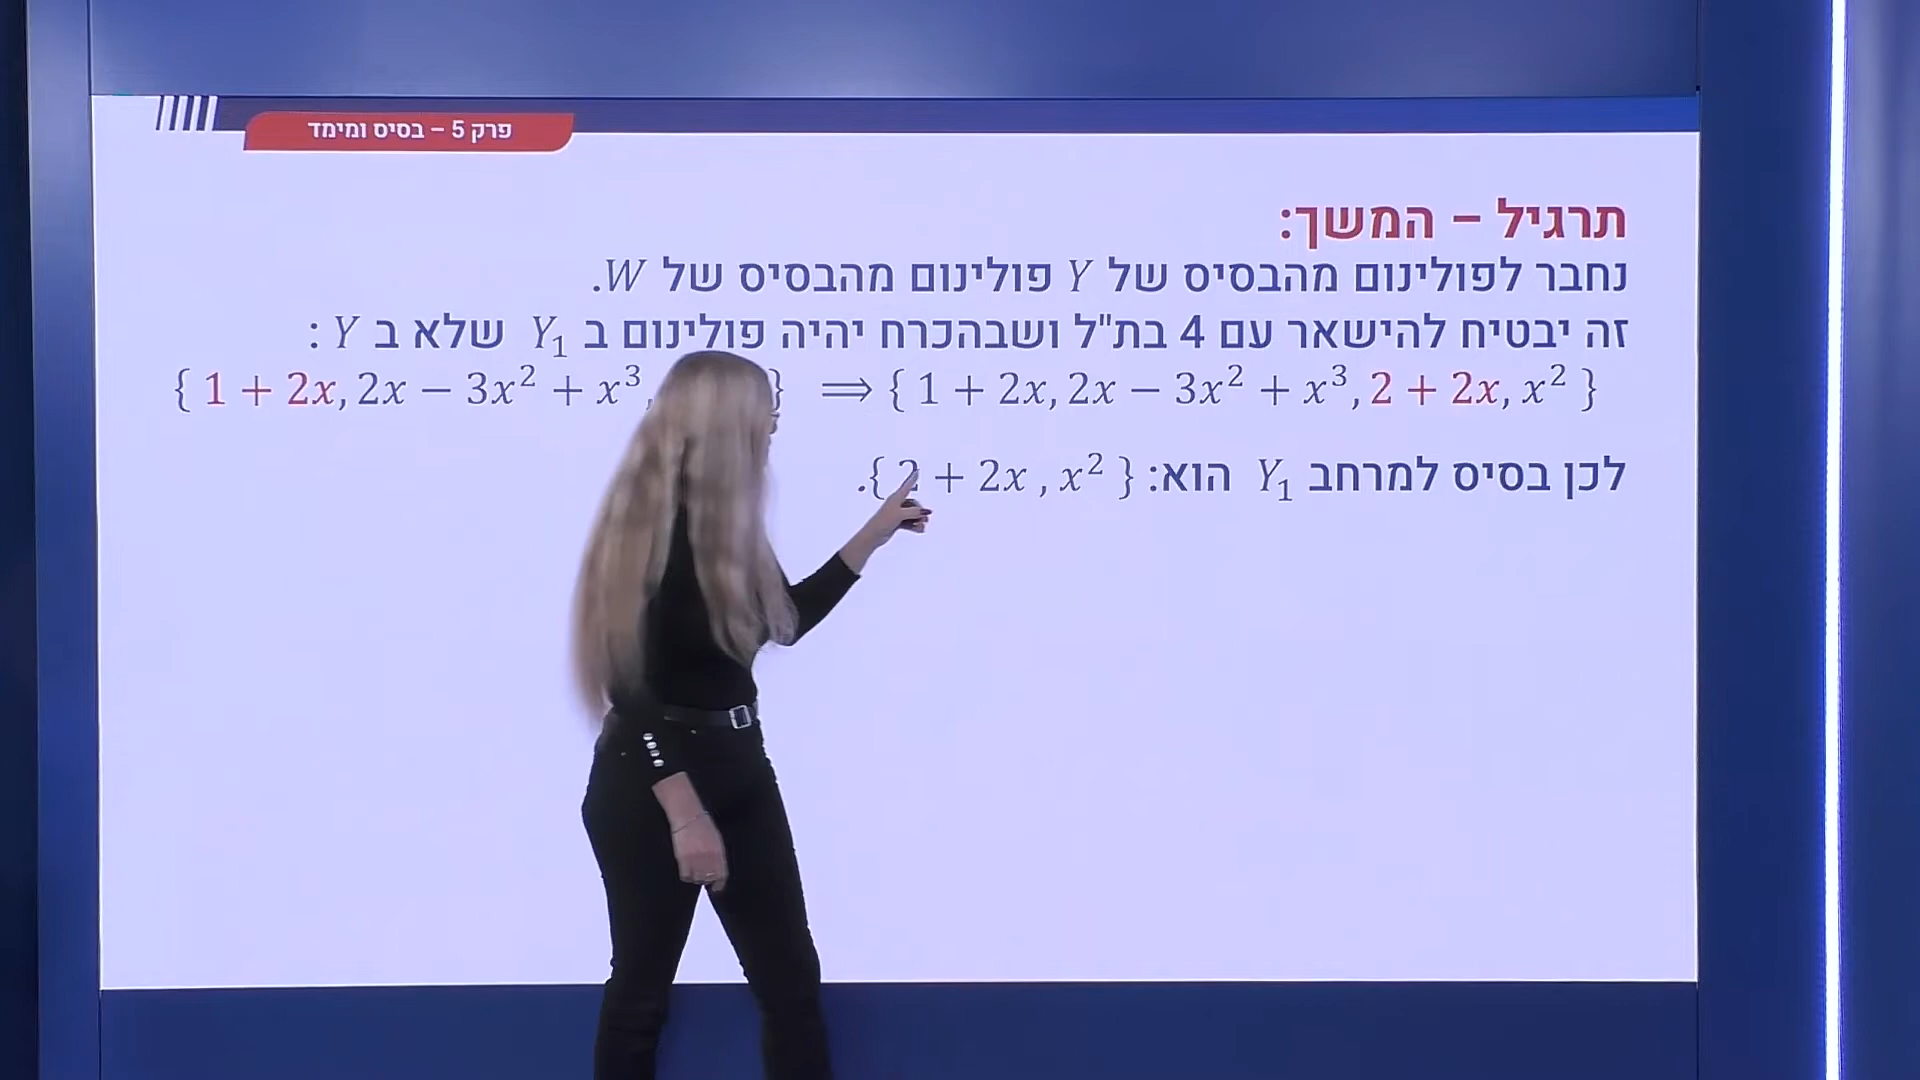 פרק 5 – בסיס ומימד
תרגיל – המשך:
נחבר לפולינום מהבסיס של Y פולינום מהבסיס של W.
זה יבטיח להישאר עם 4 בת"ל ושבהכרח יהיה פולינום ב Y₁ שלא ב Y :
{ 1 + 2x, 2x − 3x² + x³, } ⟹ { 1 + 2x, 2x − 3x² + x³, 2 + 2x, x² }
לכן בסיס למרחב Y₁ הוא: { 2 + 2x , x² }.